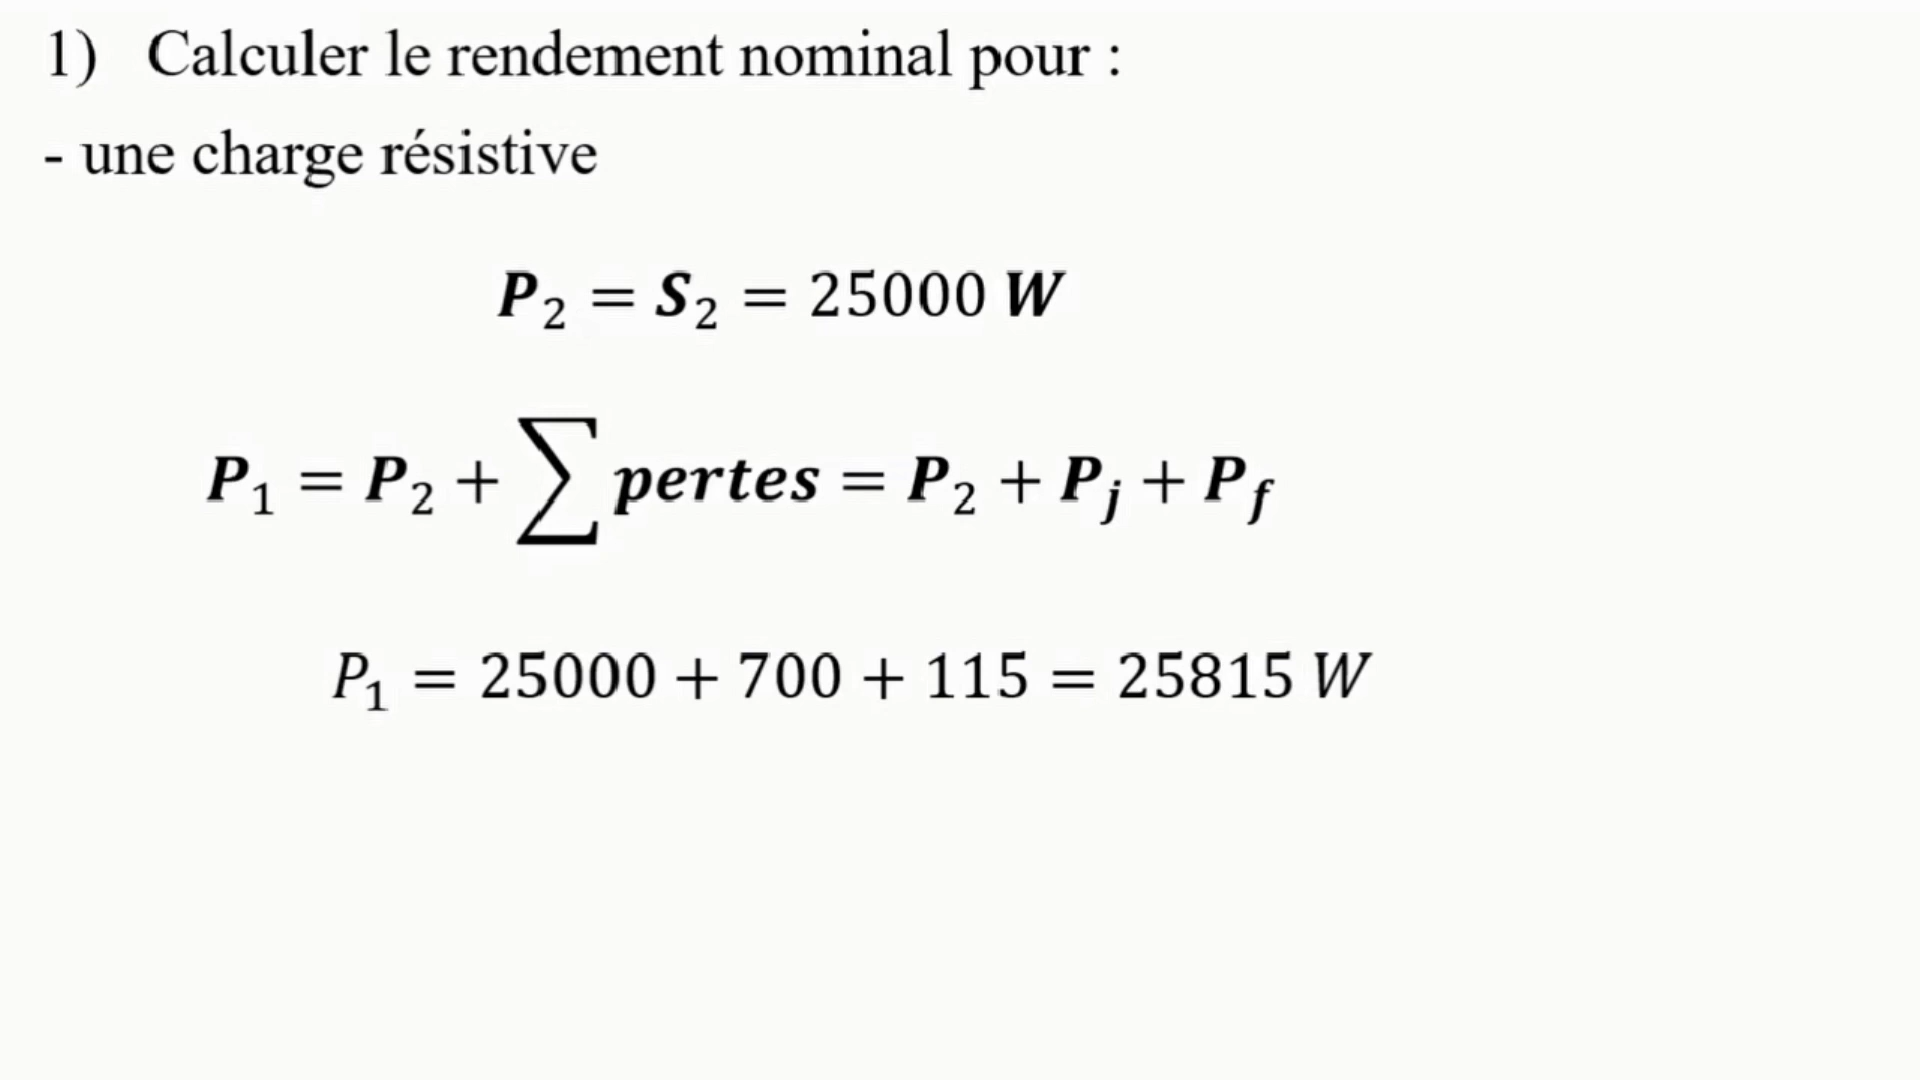 1) Calculer le rendement nominal pour :
- une charge résistive
P₂ = S₂ = 25000 W
P₁ = P₂ + ∑ pertes = P₂ + Pⱼ + P_f
P₁ = 25000 + 700 + 115 = 25815 W